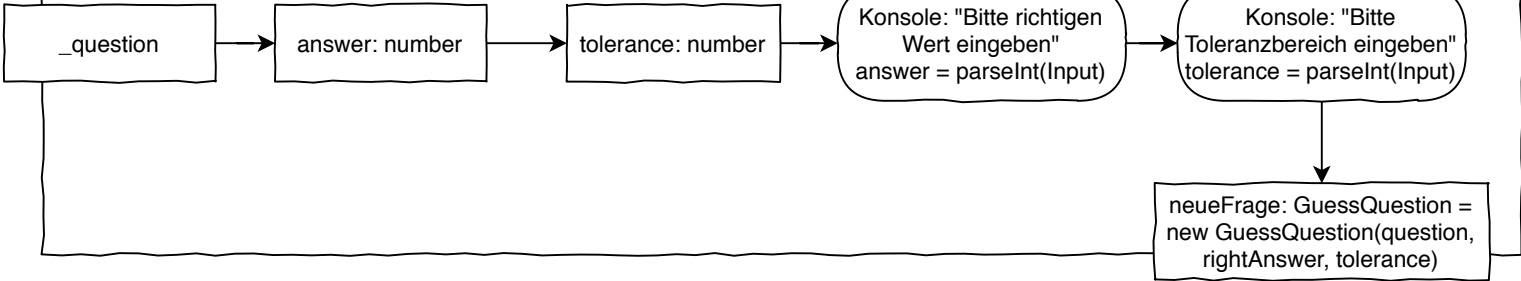 _question
answer: number
tolerance: number
Konsole: "Bitte richtigen
Wert eingeben"
answer = parseInt(Input)
Konsole: "Bitte
Toleranzbereich eingeben"
tolerance = parseInt(Input)
neueFrage: GuessQuestion =
new GuessQuestion(question,
rightAnswer, tolerance)